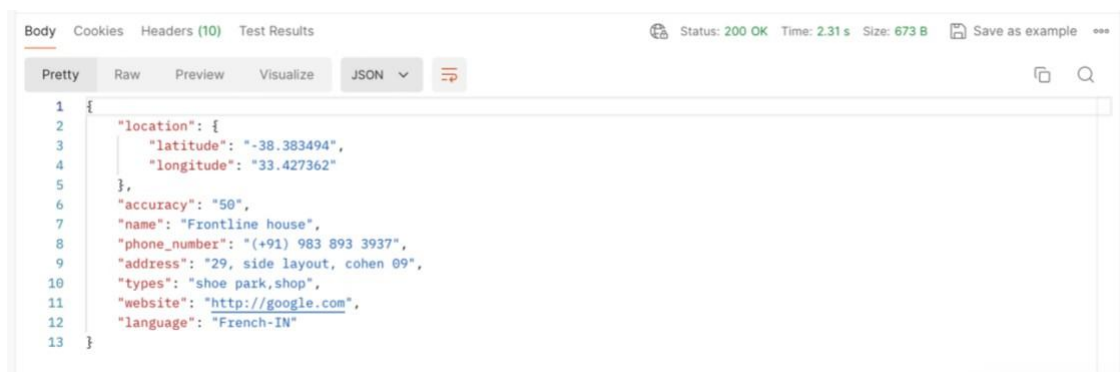 Body Cookies Headers (10) Test Results Status: 200 OK Time: 2.31 s Size: 673 B Save as example
Pretty Raw Preview Visualize JSON
1 {
2 "location": {
3 "latitude": "-38.383494",
4 "longitude": "33.427362"
5 },
6 "accuracy": "50",
7 "name": "Frontline house",
8 "phone_number": "(+91) 983 893 3937",
9 "address": "29, side layout, cohen 09",
10 "types": "shoe park,shop",
11 "website": "http://google.com",
12 "language": "French-IN"
13 }